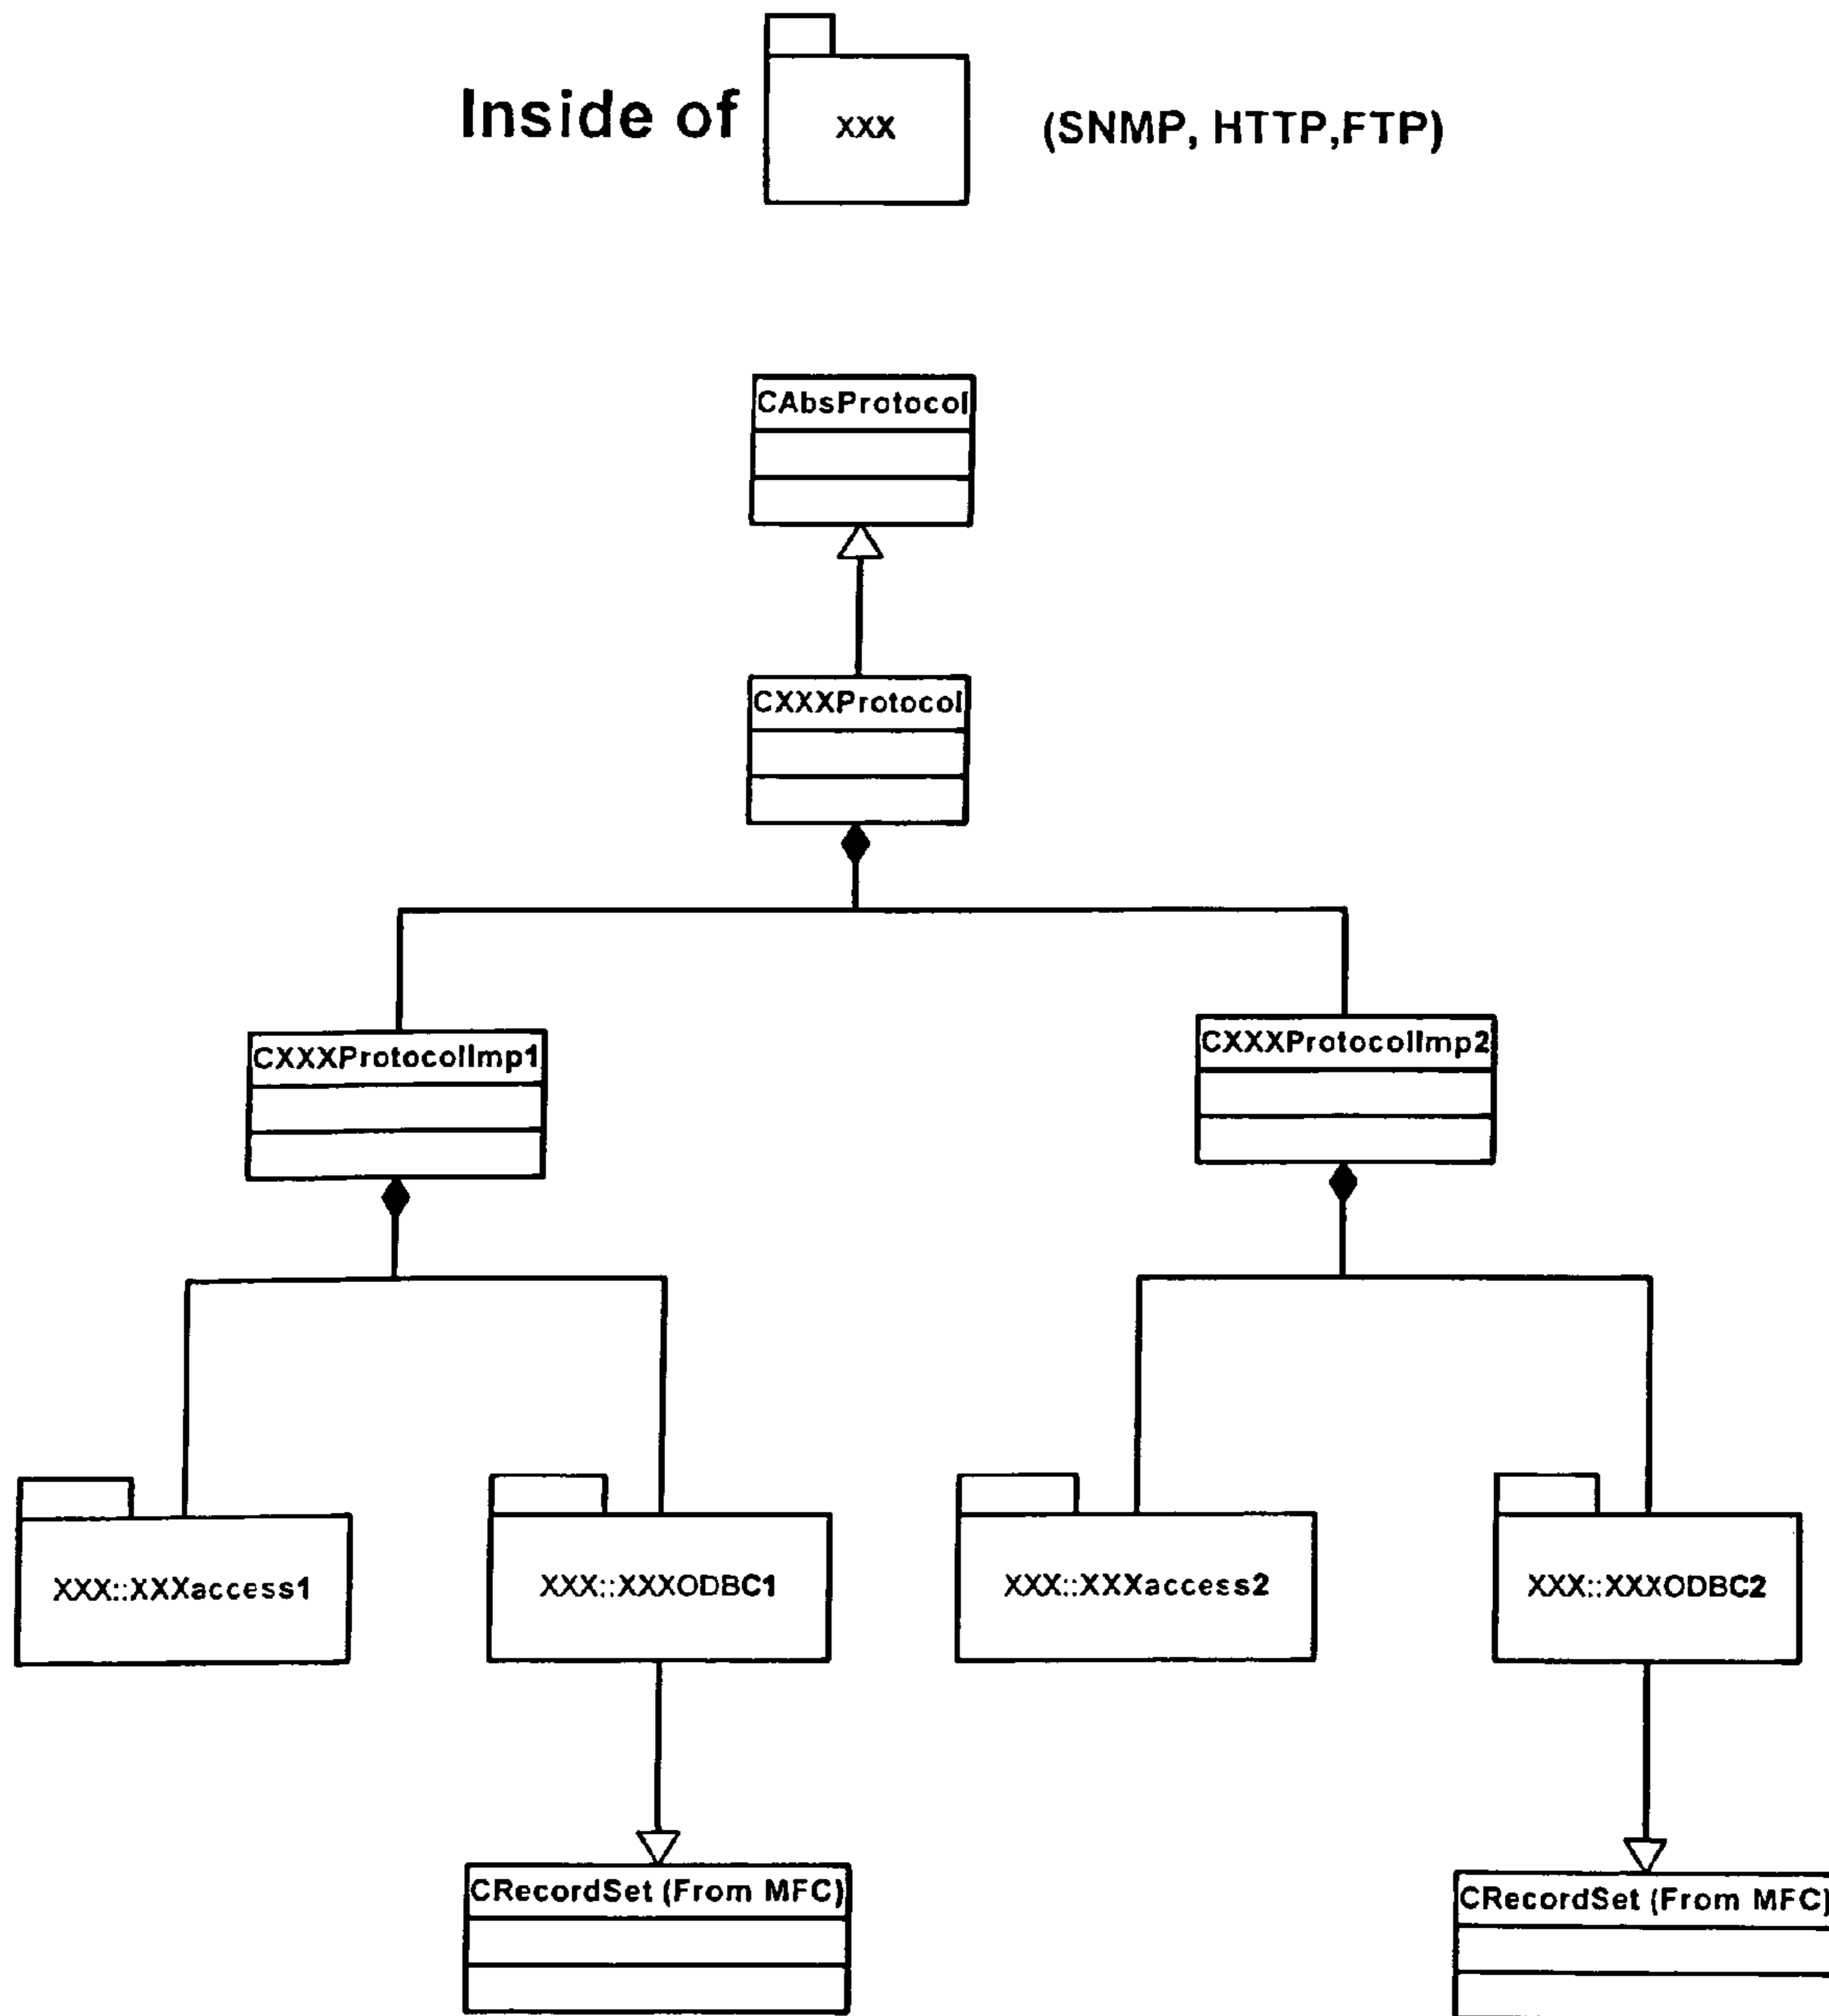 Inside of XXX (SNMP, HTTP,FTP)
CAbsProtocol
CXXXProtocol
CXXXProtocolImp1
CXXXProtocolImp2
XXX::XXXaccess1
XXX::XXXODBC1
XXX::XXXaccess2
XXX::XXXODBC2
CRecordSet (From MFC)
CRecordSet (From MFC)